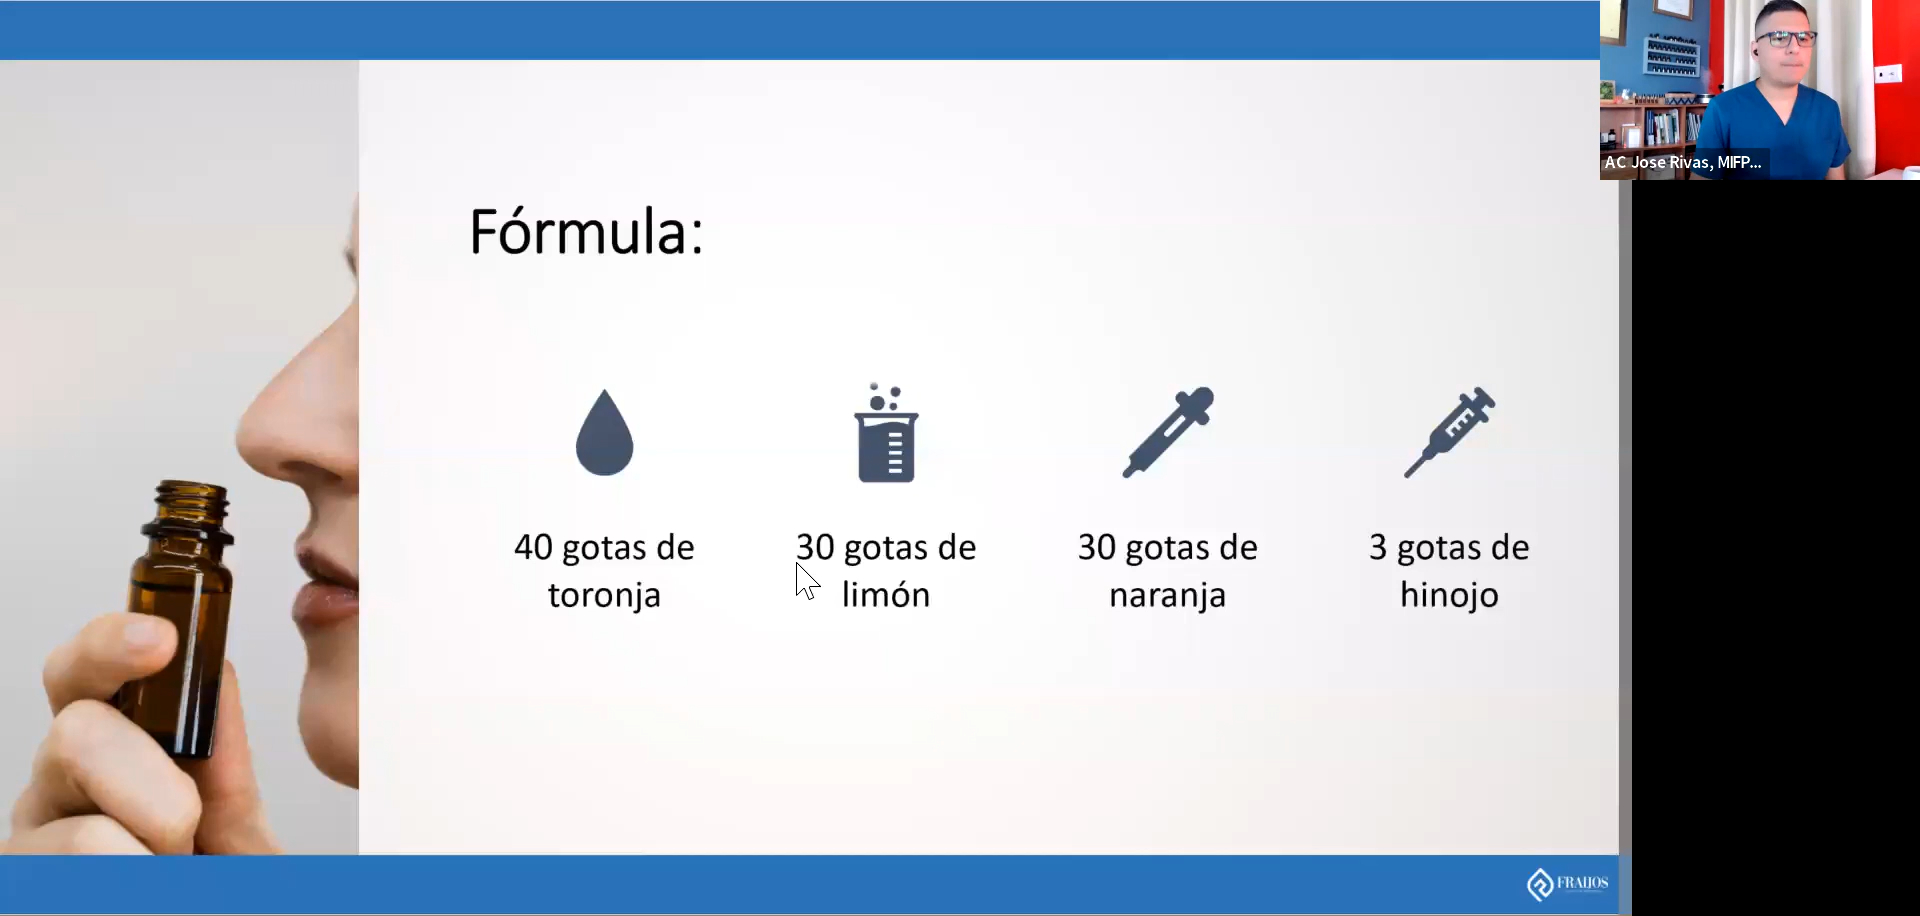 AC Jose Rivas, MIFP...
Fórmula:
40 gotas de
toronja
30 gotas de
limón
30 gotas de
naranja
3 gotas de
hinojo
FRAIJOS